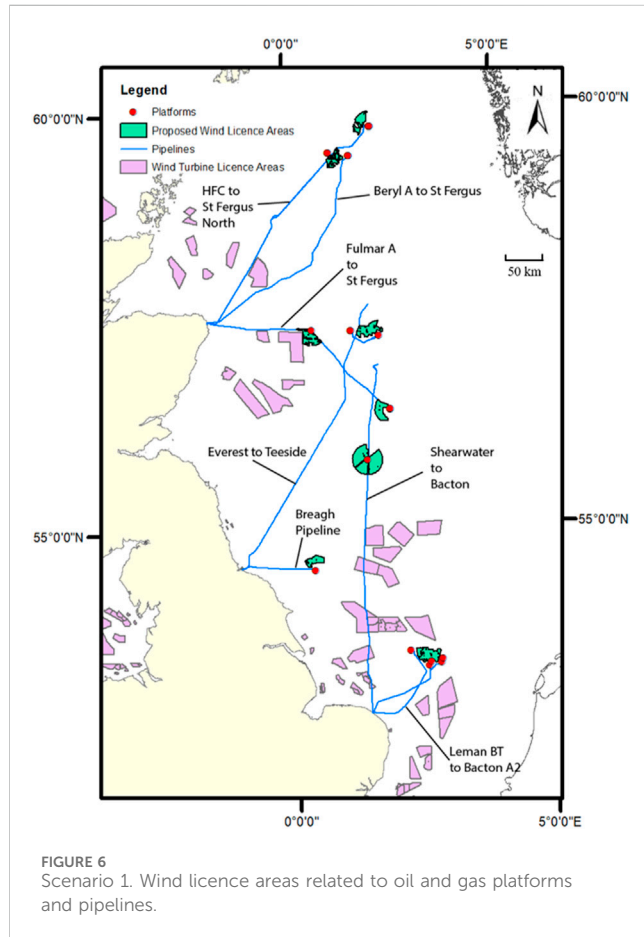 0°0'0"
5°0'0"E
Legend
Platforms
Proposed Wind Licence Areas
Pipelines
Wind Turbine Licence Areas
N
60°0'0"N
60°0'0"N
HFC to
St Fergus
North
Beryl A to St Fergus
Fulmar A
to
St Fergus
50 km
Everest to Teeside
Shearwater
to
Bacton
Breagh
Pipeline
55°0'0"N
55°0'0"N
Leman BT
to Bacton A2
0°0'0"
5°0'0"E
FIGURE 6
Scenario 1. Wind licence areas related to oil and gas platforms
and pipelines.